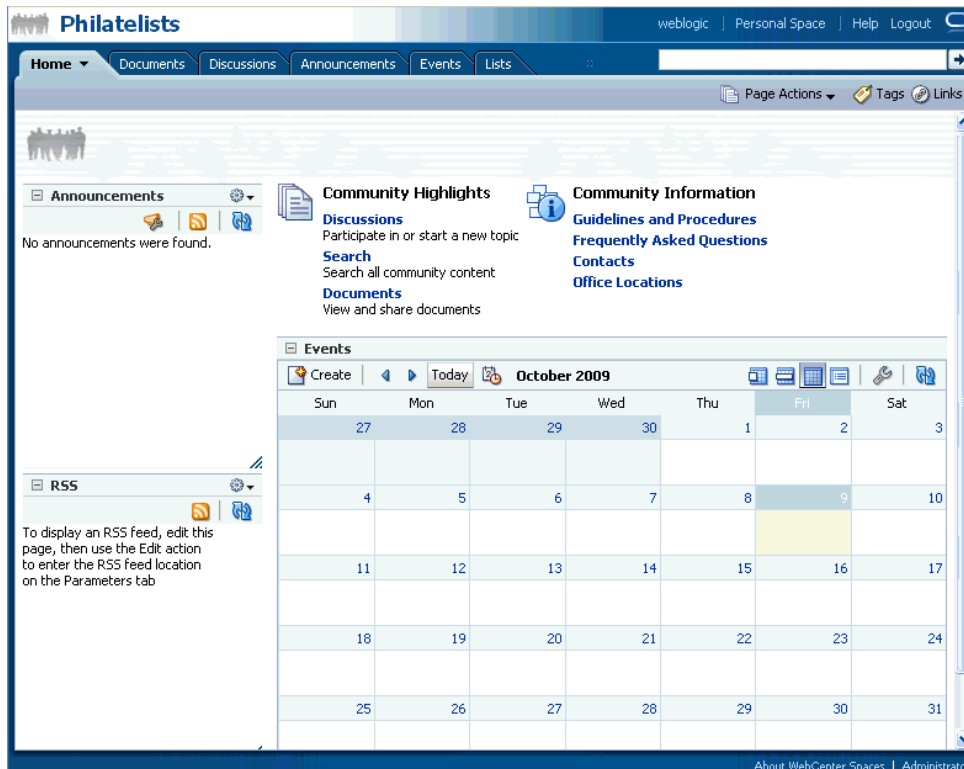 Philatelists
weblogic | Personal Space | Help Logout
Home Documents Discussions Announcements Events Lists
Page Actions Tags Links
Announcements
No announcements were found.
Community Highlights
Discussions
Participate in or start a new topic
Search
Search all community content
Documents
View and share documents
Community Information
Guidelines and Procedures
Frequently Asked Questions
Contacts
Office Locations
RSS
To display an RSS feed, edit this
page, then use the Edit action
to enter the RSS feed location
on the Parameters tab
Events
Create Today October 2009
Sun Mon Tue Wed Thu Fri Sat
27 28 29 30 1 2 3
4 5 6 7 8 9 10
11 12 13 14 15 16 17
18 19 20 21 22 23 24
25 26 27 28 29 30 31
About WebCenter Spaces | Administrato